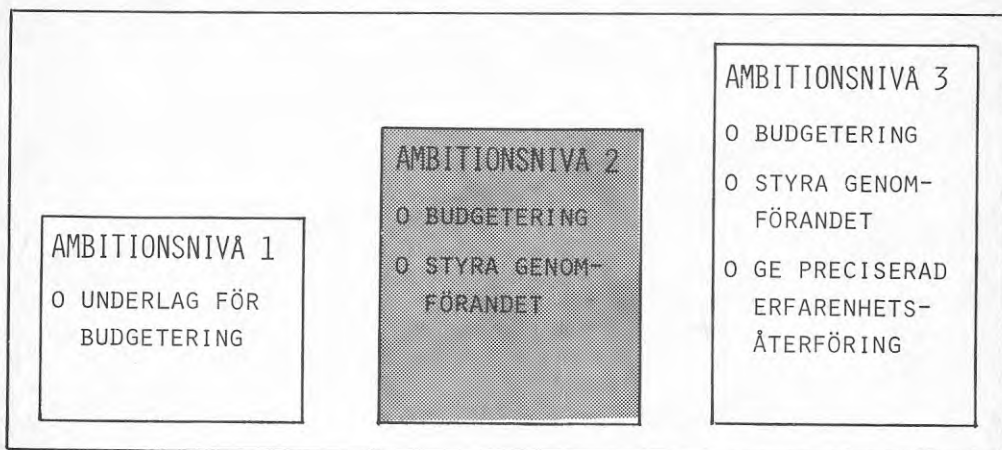 AMBITIONSNIVÅ 1
O UNDERLAG FÖR
BUDGETERING
AMBITIONSNIVÅ 2
O BUDGETERING
O STYRA GENOM-
FÖRANDET
AMBITIONSNIVÅ 3
O BUDGETERING
O STYRA GENOM-
FÖRANDET
O GE PRECISERAD
ERFARENHETS-
ÅTERFÖRING